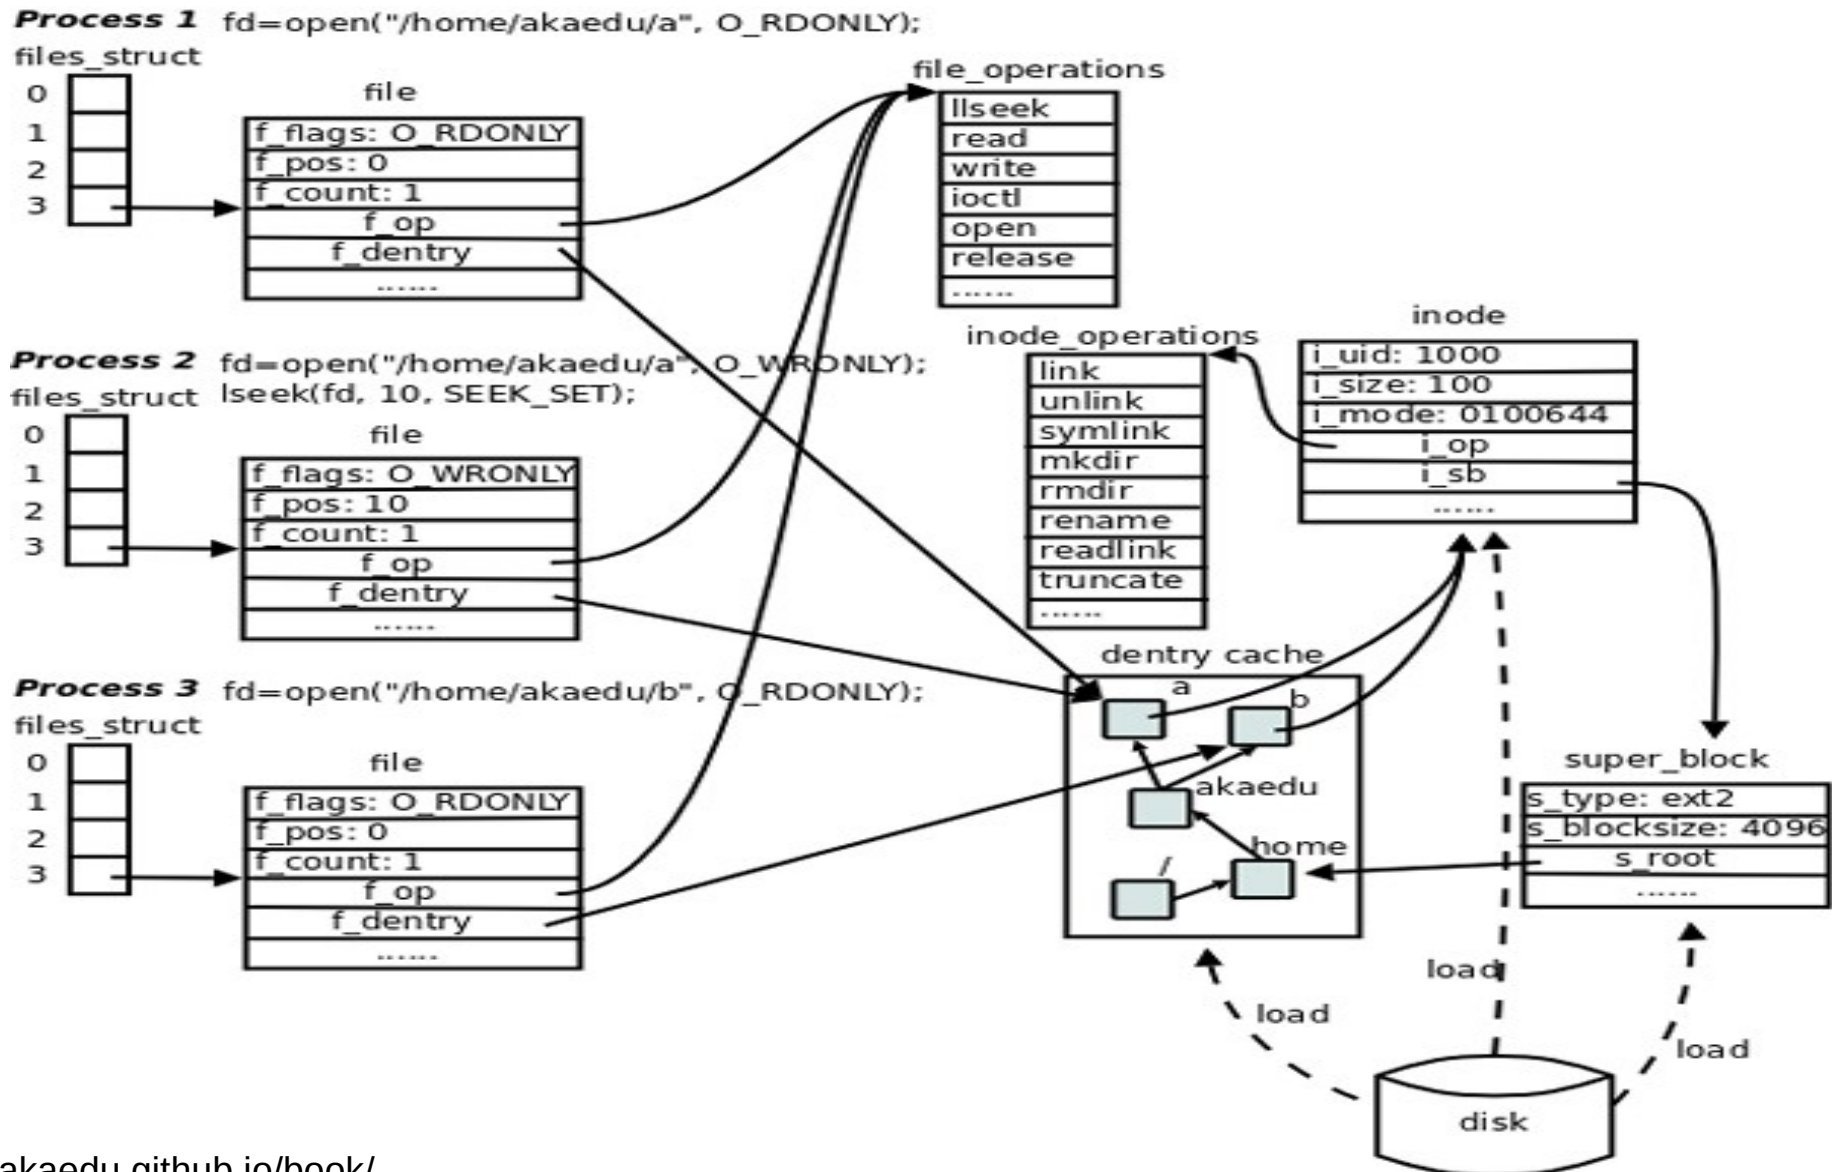 Process 1 fd=open("/home/akaedu/a", O_RDONLY);
files_struct
0
1
2
3
file
f_flags: O_RDONLY
f_pos: 0
f_count: 1
f_op
f_dentry
......
file_operations
llseek
read
write
ioctl
open
release
......
Process 2 fd=open("/home/akaedu/a", O_WRONLY);
lseek(fd, 10, SEEK_SET);
files_struct
0
1
2
3
file
f_flags: O_WRONLY
f_pos: 10
f_count: 1
f_op
f_dentry
......
inode_operations
link
unlink
symlink
mkdir
rmdir
rename
readlink
truncate
......
inode
i_uid: 1000
i_size: 100
i_mode: 0100644
i_op
i_sb
......
Process 3 fd=open("/home/akaedu/b", O_RDONLY);
files_struct
0
1
2
3
file
f_flags: O_RDONLY
f_pos: 0
f_count: 1
f_op
f_dentry
......
dentry cache
a
b
akaedu
home
/
super_block
s_type: ext2
s_blocksize: 4096
s_root
......
load
load
load
disk
akaedu.github.io/book/